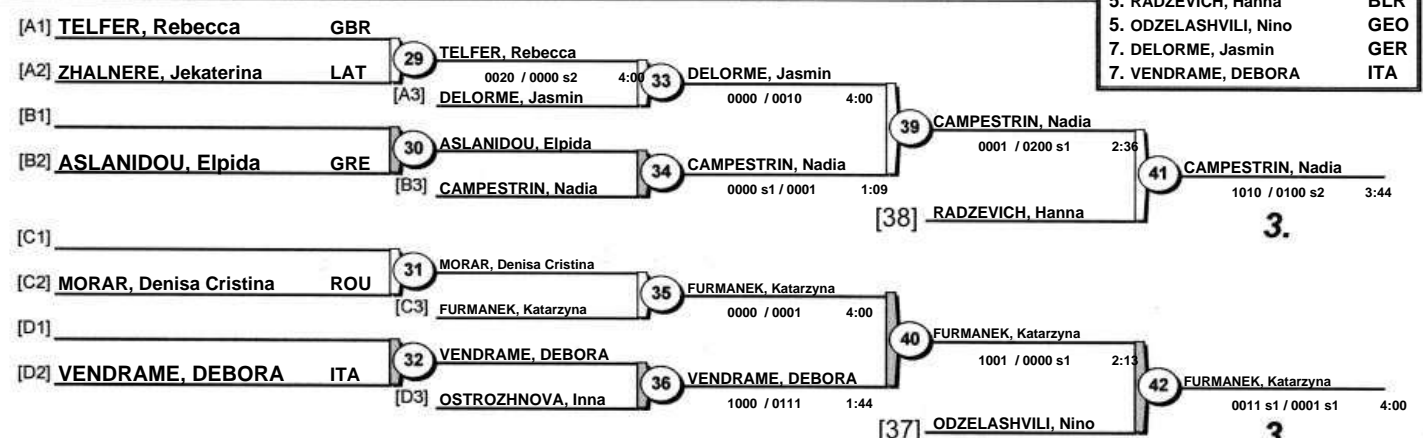 5. RADZEVICH, Hanna BLR
5. ODZELASHVILI, Nino GEO
7. DELORME, Jasmin GER
7. VENDRAME, DEBORA ITA
[A1] TELFER, Rebecca GBR
29 TELFER, Rebecca
[A2] ZHALNERE, Jekaterina LAT
0020 / 0000 s2 4:00
33 DELORME, Jasmin
[A3] DELORME, Jasmin
0000 / 0010 4:00
[B1]
39 CAMPESTRIN, Nadia
30 ASLANIDOU, Elpida
0001 / 0200 s1 2:36
[B2] ASLANIDOU, Elpida GRE
34 CAMPESTRIN, Nadia
41 CAMPESTRIN, Nadia
[B3] CAMPESTRIN, Nadia
0000 s1 / 0001 1:09
1010 / 0100 s2 3:44
[38] RADZEVICH, Hanna
3.
[C1]
31 MORAR, Denisa Cristina
[C2] MORAR, Denisa Cristina ROU
35 FURMANEK, Katarzyna
[C3] FURMANEK, Katarzyna
0000 / 0001 4:00
[D1]
40 FURMANEK, Katarzyna
32 VENDRAME, DEBORA
1001 / 0000 s1 2:13
[D2] VENDRAME, DEBORA ITA
36 VENDRAME, DEBORA
42 FURMANEK, Katarzyna
[D3] OSTROZHNOVA, Inna
1000 / 0111 1:44
0011 s1 / 0001 s1 4:00
[37] ODZELASHVILI, Nino
3.